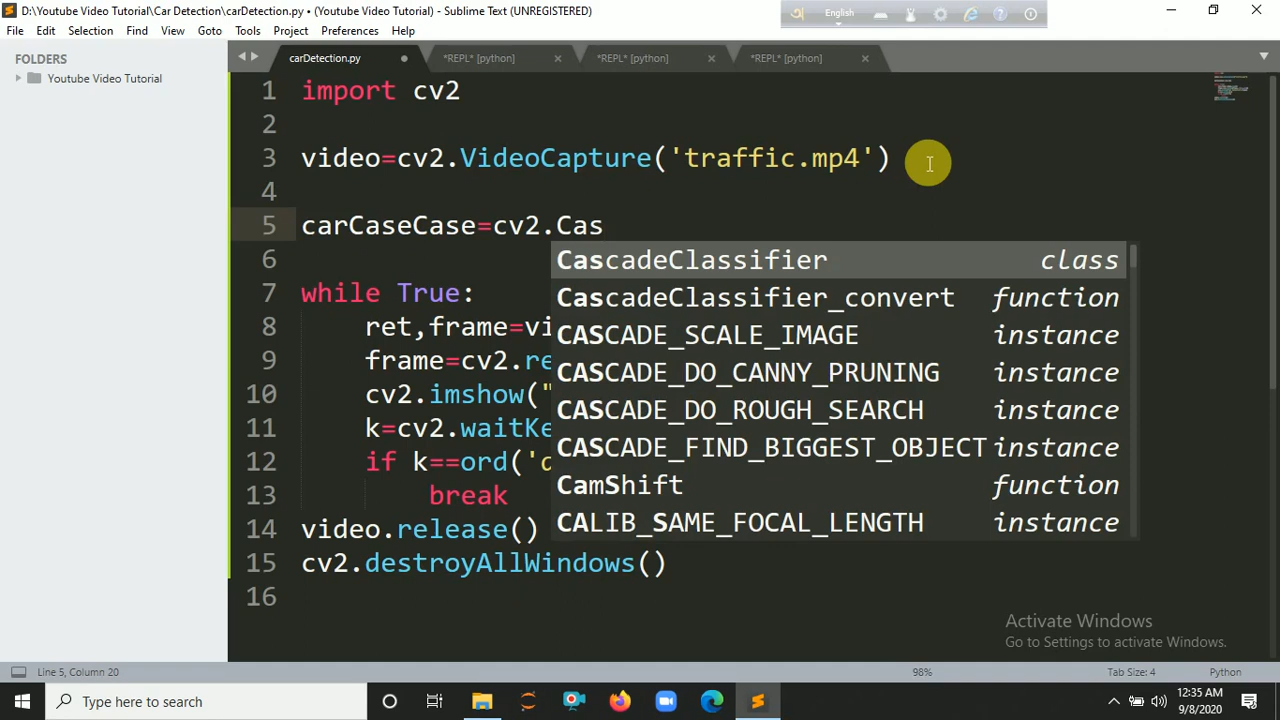 D:\Youtube Video Tutorial\Car Detection\carDetection.py • (Youtube Video Tutorial) - Sublime Text (UNREGISTERED)
English
File Edit Selection Find View Goto Tools Project Preferences Help
FOLDERS
Youtube Video Tutorial
carDetection.py
*REPL* [python]
*REPL* [python]
*REPL* [python]
1 import cv2
2
3 video=cv2.VideoCapture('traffic.mp4')
4
5 carCaseCase=cv2.Cas
6
7 while True:
8 ret,frame=vi
9 frame=cv2.re
10 cv2.imshow("
11 k=cv2.waitKe
12 if k==ord('
13 break
14 video.release()
15 cv2.destroyAllWindows()
16
CascadeClassifier class
CascadeClassifier_convert function
CASCADE_SCALE_IMAGE instance
CASCADE_DO_CANNY_PRUNING instance
CASCADE_DO_ROUGH_SEARCH instance
CASCADE_FIND_BIGGEST_OBJECT instance
CamShift function
CALIB_SAME_FOCAL_LENGTH instance
Activate Windows
Go to Settings to activate Windows.
Line 5, Column 20
98%
Tab Size: 4
Python
Type here to search
12:35 AM
9/8/2020